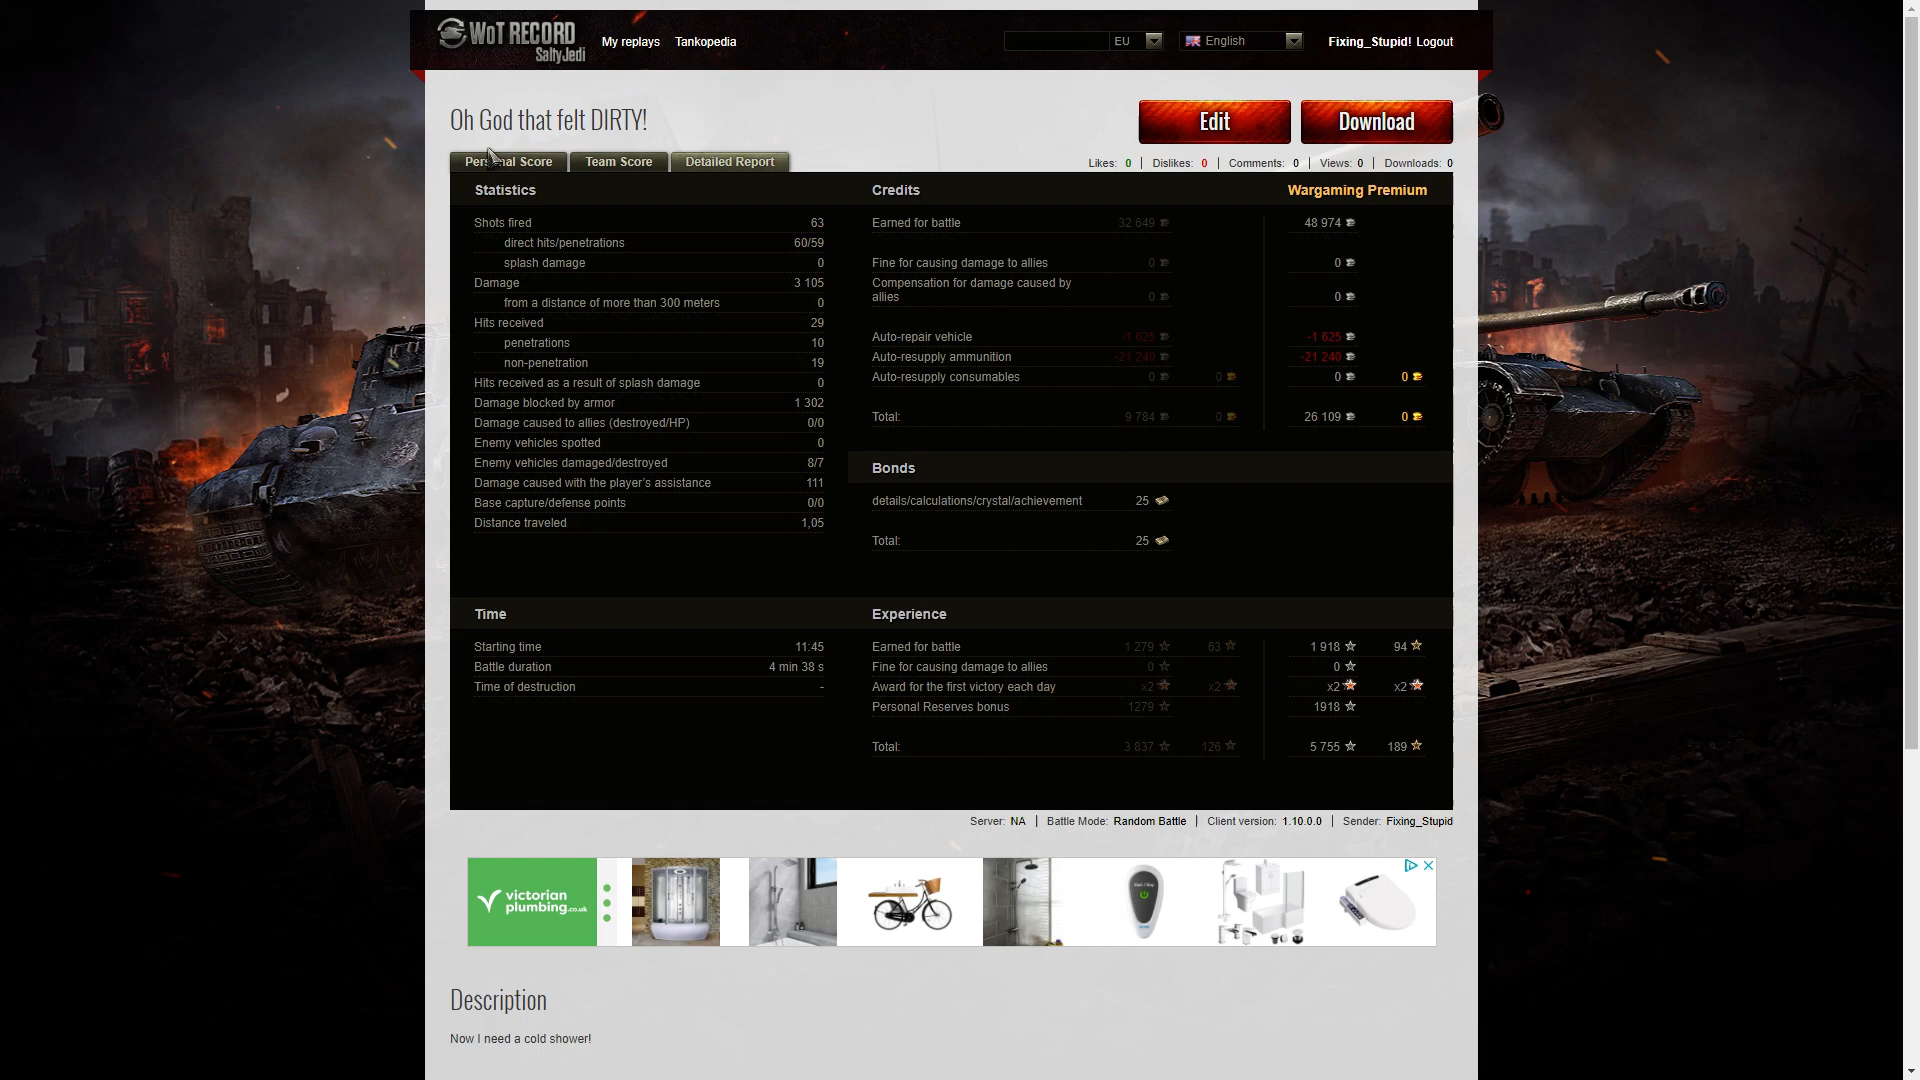 WoT RECORD
SaltyJedi
My replays Tankopedia EU English Fixing_Stupid! Logout
Oh God that felt DIRTY! Edit Download
Personal Score Team Score Detailed Report Likes: 0 | Dislikes: 0 | Comments: 0 | Views: 0 | Downloads: 0
Statistics
Shots fired 63
direct hits/penetrations 60/59
splash damage 0
Damage 3 105
from a distance of more than 300 meters 0
Hits received 29
penetrations 10
non-penetration 19
Hits received as a result of splash damage 0
Damage blocked by armor 1 302
Damage caused to allies (destroyed/HP) 0/0
Enemy vehicles spotted 0
Enemy vehicles damaged/destroyed 8/7
Damage caused with the player's assistance 111
Base capture/defense points 0/0
Distance traveled 1,05
Credits Wargaming Premium
Earned for battle 32 649 48 974
Fine for causing damage to allies 0 0
Compensation for damage caused by
allies 0 0
Auto-repair vehicle -1 625 -1 625
Auto-resupply ammunition -21 240 -21 240
Auto-resupply consumables 0 0 0 0
Total: 9 784 0 26 109 0
Bonds
details/calculations/crystal/achievement 25
Total: 25
Time
Starting time 11:45
Battle duration 4 min 38 s
Time of destruction -
Experience
Earned for battle 1 279 63 1 918 94
Fine for causing damage to allies 0 0
Award for the first victory each day x2 x2 x2 x2
Personal Reserves bonus 1279 1918
Total: 3 837 126 5 755 189
Server: NA | Battle Mode: Random Battle | Client version: 1.10.0.0 | Sender: Fixing_Stupid
victorian
plumbing.co.uk
Description
Now I need a cold shower!